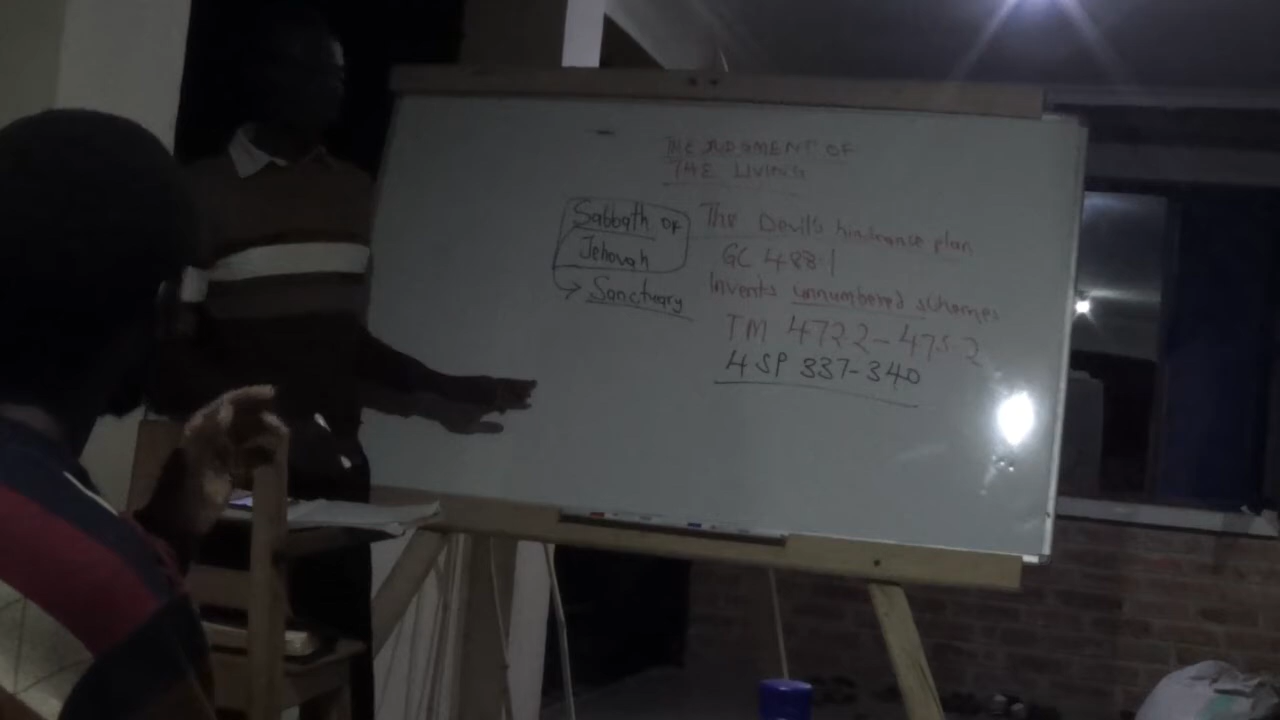 THE JUDGMENT OF
THE LIVING
Sabbath of
Jehovah
Sanctuary
The Devil's hindrance plan
GC 488.1
Invents unnumbered schemes
TM 472.2-475.2
4SP 337-340